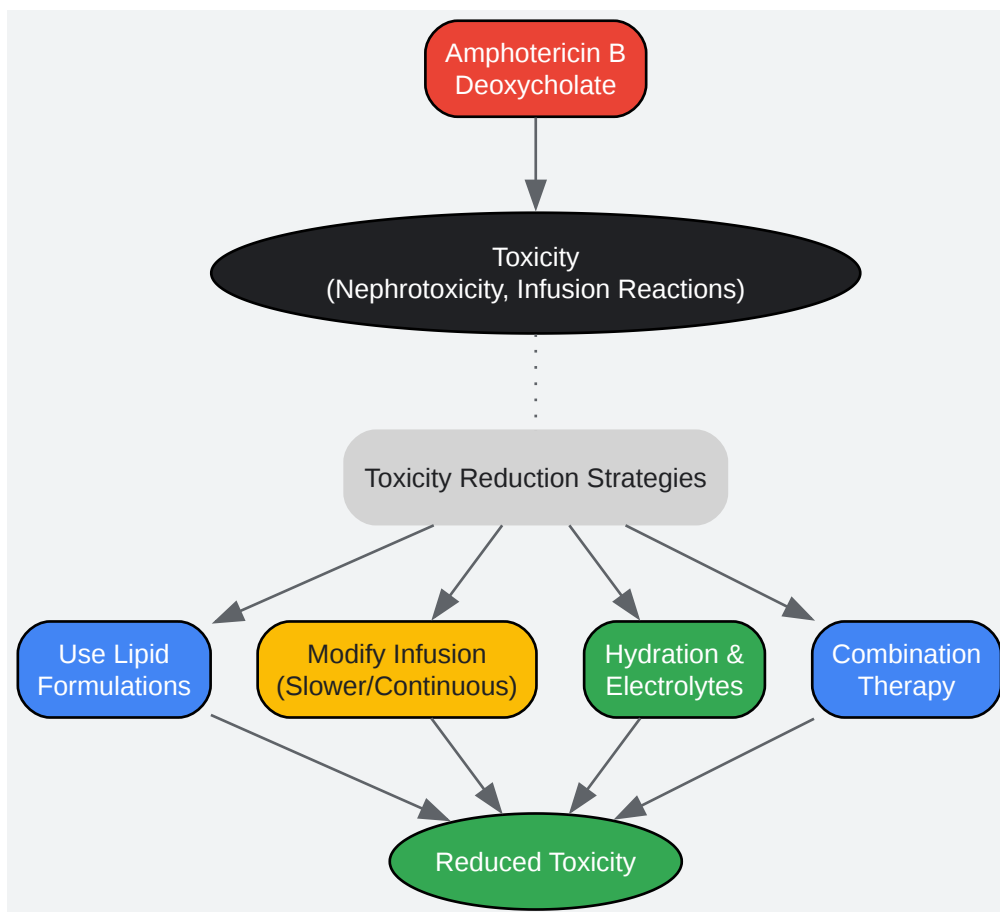 Amphotericin B
Deoxycholate
Toxicity
(Nephrotoxicity, Infusion Reactions)
Toxicity Reduction Strategies
Use Lipid
Formulations
Modify Infusion
(Slower/Continuous)
Hydration &
Electrolytes
Combination
Therapy
Reduced Toxicity